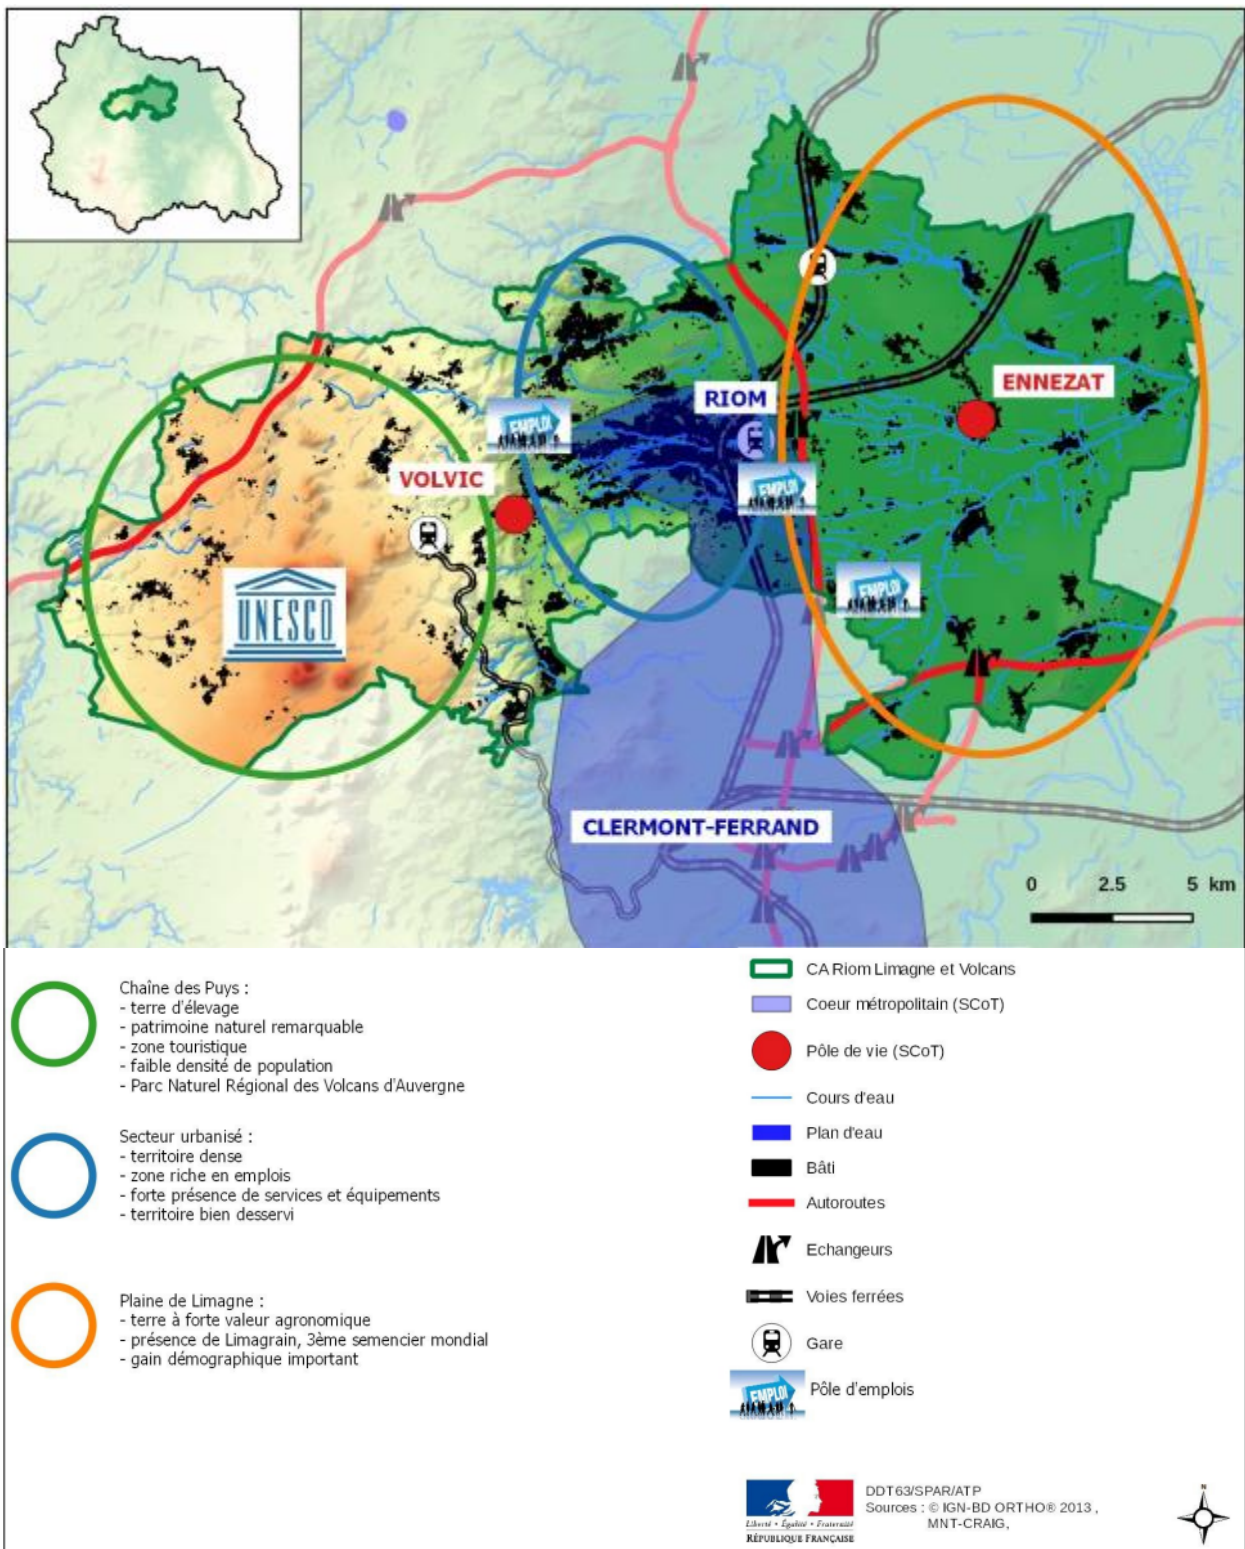 RIOM
ENNEZAT
EMPLOI
VOLVIC
EMPLOI
UNESCO
EMPLOI
CLERMONT-FERRAND
0 2.5 5 km
Chaîne des Puys :
- terre d'élevage
- patrimoine naturel remarquable
- zone touristique
- faible densité de population
- Parc Naturel Régional des Volcans d'Auvergne
Secteur urbanisé :
- territoire dense
- zone riche en emplois
- forte présence de services et équipements
- territoire bien desservi
Plaine de Limagne :
- terre à forte valeur agronomique
- présence de Limagrain, 3ème semencier mondial
- gain démographique important
CA Riom Limagne et Volcans
Coeur métropolitain (SCoT)
Pôle de vie (SCoT)
Cours d'eau
Plan d'eau
Bâti
Autoroutes
Echangeurs
Voies ferrées
Gare
EMPLOI
Pôle d'emplois
Liberté • Égalité • Fraternité
RÉPUBLIQUE FRANÇAISE
DDT63/SPAR/ATP
Sources : © IGN-BD ORTHO® 2013 ,
MNT-CRAIG,
N